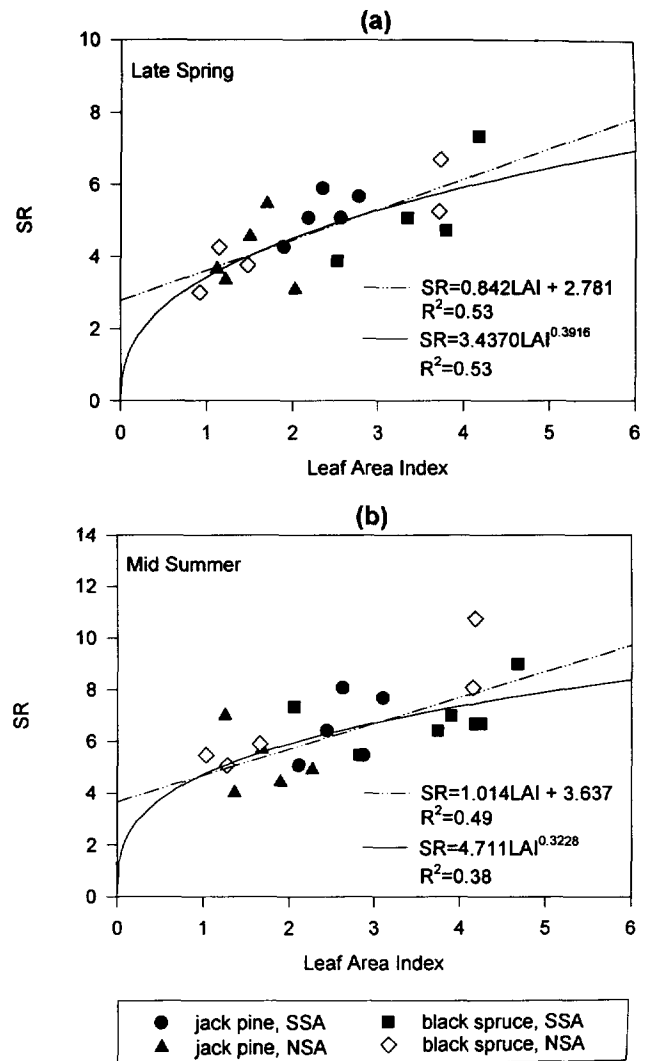 (a)
Late Spring
10
8
6
4
2
0
SR
SR=0.842LAI + 2.781
R²=0.53
SR=3.4370LAI^0.3916
R²=0.53
0 1 2 3 4 5 6
Leaf Area Index
(b)
Mid Summer
14
12
10
8
6
4
2
0
SR
SR=1.014LAI + 3.637
R²=0.49
SR=4.711LAI^0.3228
R²=0.38
0 1 2 3 4 5 6
Leaf Area Index
jack pine, SSA
black spruce, SSA
jack pine, NSA
black spruce, NSA